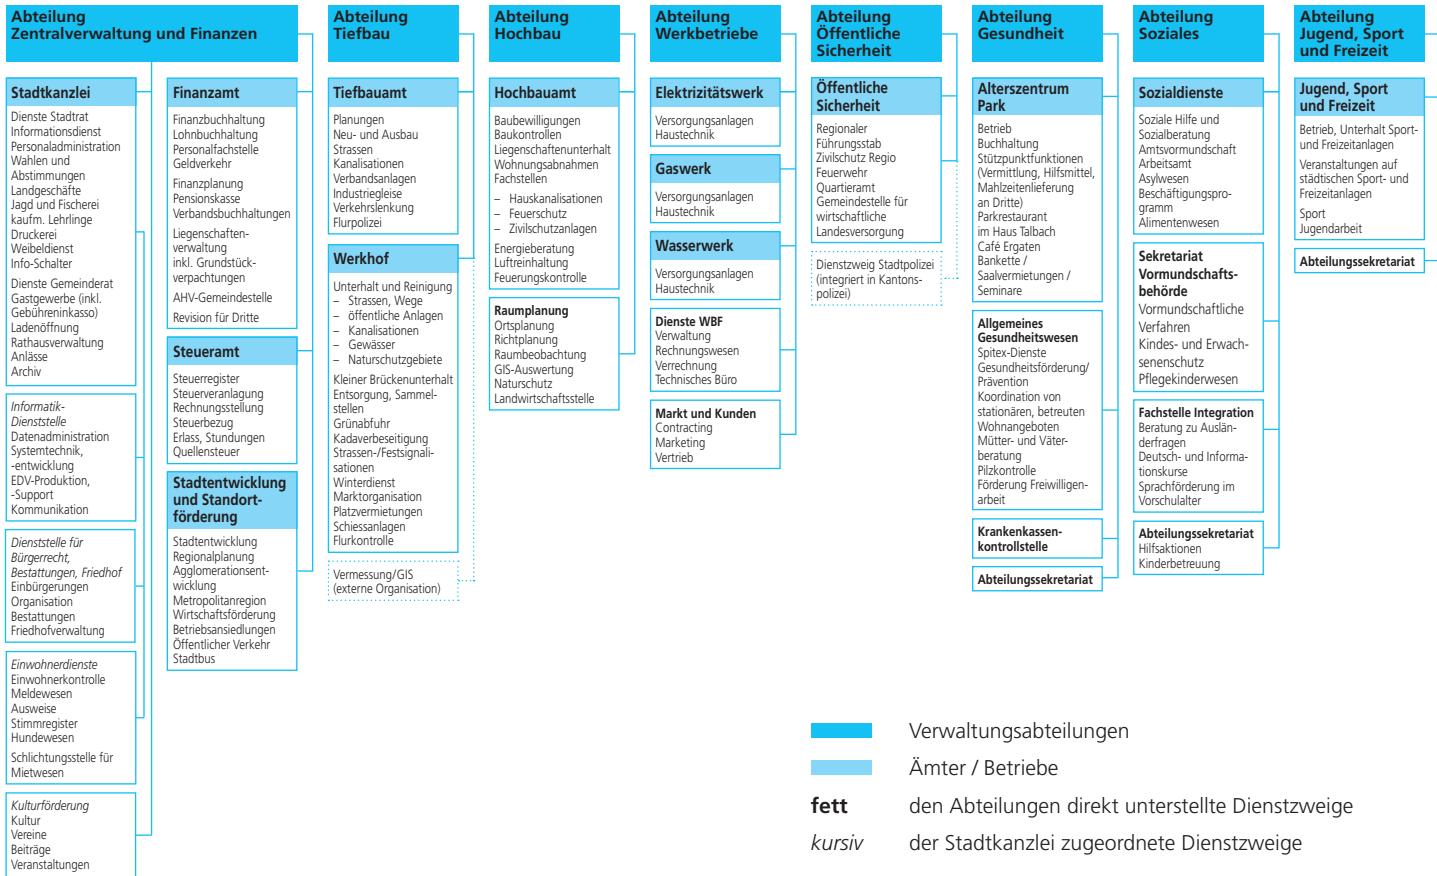 Abteilung
Zentralverwaltung und Finanzen
Stadtkanzlei
Dienste Stadtrat
Informationsdienst
Personaladministration
Wahlen und
Abstimmungen
Landgeschäfte
Jagd und Fischerei
kaufm. Lehrlinge
Druckerei
Weibeldienst
Info-Schalter
Dienste Gemeinderat
Gastgewerbe (inkl.
Gebühreninkasso)
Ladenöffnung
Rathausverwaltung
Anlässe
Archiv
Informatik-
Dienststelle
Datenadministration
Systemtechnik,
-entwicklung
EDV-Produktion,
-Support
Kommunikation
Dienststelle für
Bürgerrecht,
Bestattungen, Friedhof
Einbürgerungen
Organisation
Bestattungen
Friedhofverwaltung
Einwohnerdienste
Einwohnerkontrolle
Meldewesen
Ausweise
Stimmregister
Hundewesen
Schlichtungsstelle für
Mietwesen
Kulturförderung
Kultur
Vereine
Beiträge
Veranstaltungen
Finanzamt
Finanzbuchhaltung
Lohnbuchhaltung
Personalfachstelle
Geldverkehr
Finanzplanung
Pensionskasse
Verbandsbuchhaltungen
Liegenschaften-
verwaltung
inkl. Grundstück-
verpachtungen
AHV-Gemeindestelle
Revision für Dritte
Steueramt
Steuerregister
Steuerveranlagung
Rechnungsstellung
Steuerbezug
Erlass, Stundungen
Quellensteuer
Stadtentwicklung
und Standort-
förderung
Stadtentwicklung
Regionalplanung
Agglomerationsent-
wicklung
Metropolitanregion
Wirtschaftsförderung
Betriebsansiedlungen
Öffentlicher Verkehr
Stadtbus
Abteilung
Tiefbau
Tiefbauamt
Planungen
Neu- und Ausbau
Strassen
Kanalisationen
Verbandsanlagen
Industriegleise
Verkehrslenkung
Flurpolizei
Werkhof
Unterhalt und Reinigung
– Strassen, Wege
– öffentliche Anlagen
– Kanalisationen
– Gewässer
– Naturschutzgebiete
Kleiner Brückenunterhalt
Entsorgung, Sammel-
stellen
Grünabfuhr
Kadaverbeseitigung
Strassen-/Festsignali-
sationen
Winterdienst
Marktorganisation
Platzvermietungen
Schiessanlagen
Flurkontrolle
Vermessung/GIS
(externe Organisation)
Abteilung
Hochbau
Hochbauamt
Baubewilligungen
Baukontrollen
Liegenschaftenunterhalt
Wohnungsabnahmen
Fachstellen
– Hauskanalisationen
– Feuerschutz
– Zivilschutzanlagen
Energieberatung
Luftreinhaltung
Feuerungskontrolle
Raumplanung
Ortsplanung
Richtplanung
Raumbeobachtung
GIS-Auswertung
Naturschutz
Landwirtschaftsstelle
Abteilung
Werkbetriebe
Elektrizitätswerk
Versorgungsanlagen
Haustechnik
Gaswerk
Versorgungsanlagen
Haustechnik
Wasserwerk
Versorgungsanlagen
Haustechnik
Dienste WBF
Verwaltung
Rechnungswesen
Verrechnung
Technisches Büro
Markt und Kunden
Contracting
Marketing
Vertrieb
Abteilung
Öffentliche
Sicherheit
Öffentliche
Sicherheit
Regionaler
Führungsstab
Zivilschutz Regio
Feuerwehr
Quartieramt
Gemeindestelle für
wirtschaftliche
Landesversorgung
Dienstzweig Stadtpolizei
(integriert in Kantons-
polizei)
Abteilung
Gesundheit
Alterszentrum
Park
Betrieb
Buchhaltung
Stützpunktfunktionen
(Vermittlung, Hilfsmittel,
Mahlzeitenlieferung
an Dritte)
Parkrestaurant
im Haus Talbach
Café Ergaten
Bankette /
Saalvermietungen /
Seminare
Allgemeines
Gesundheitswesen
Spitex-Dienste
Gesundheitsförderung/
Prävention
Koordination von
stationären, betreuten
Wohnangeboten
Mütter- und Väter-
beratung
Pilzkontrolle
Förderung Freiwilligen-
arbeit
Krankenkassen-
kontrollstelle
Abteilungssekretariat
Abteilung
Soziales
Sozialdienste
Soziale Hilfe und
Sozialberatung
Amtsvormundschaft
Arbeitsamt
Asylwesen
Beschäftigungspro-
gramm
Alimentenwesen
Sekretariat
Vormundschafts-
behörde
Vormundschaftliche
Verfahren
Kindes- und Erwach-
senenschutz
Pflegekinderwesen
Fachstelle Integration
Beratung zu Auslän-
derfragen
Deutsch- und Informa-
tionskurse
Sprachförderung im
Vorschulalter
Abteilungssekretariat
Hilfsaktionen
Kinderbetreuung
Abteilung
Jugend, Sport
und Freizeit
Jugend, Sport
und Freizeit
Betrieb, Unterhalt Sport-
und Freizeitanlagen
Veranstaltungen auf
städtischen Sport- und
Freizeitanlagen
Sport
Jugendarbeit
Abteilungssekretariat
Verwaltungsabteilungen
Ämter / Betriebe
fett den Abteilungen direkt unterstellte Dienstzweige
kursiv der Stadtkanzlei zugeordnete Dienstzweige